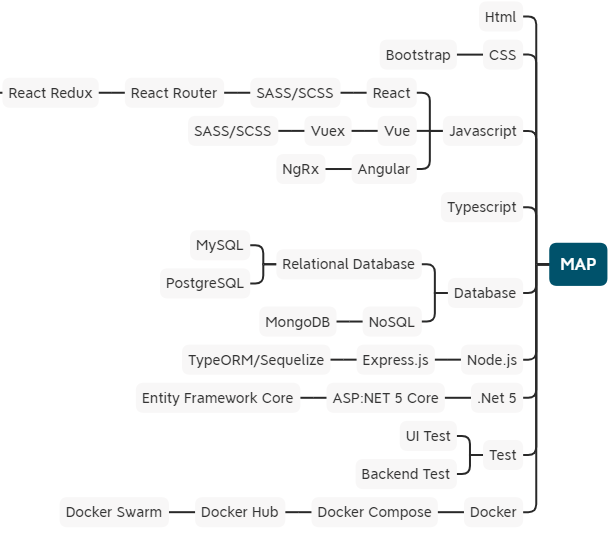 Html
Bootstrap CSS
React Redux React Router SASS/SCSS React
SASS/SCSS Vuex Vue Javascript
NgRx Angular
Typescript
MySQL
Relational Database
PostgreSQL
MAP
Database
MongoDB NoSQL
TypeORM/Sequelize Express.js Node.js
Entity Framework Core ASP:NET 5 Core .Net 5
UI Test
Test
Backend Test
Docker Swarm Docker Hub Docker Compose Docker